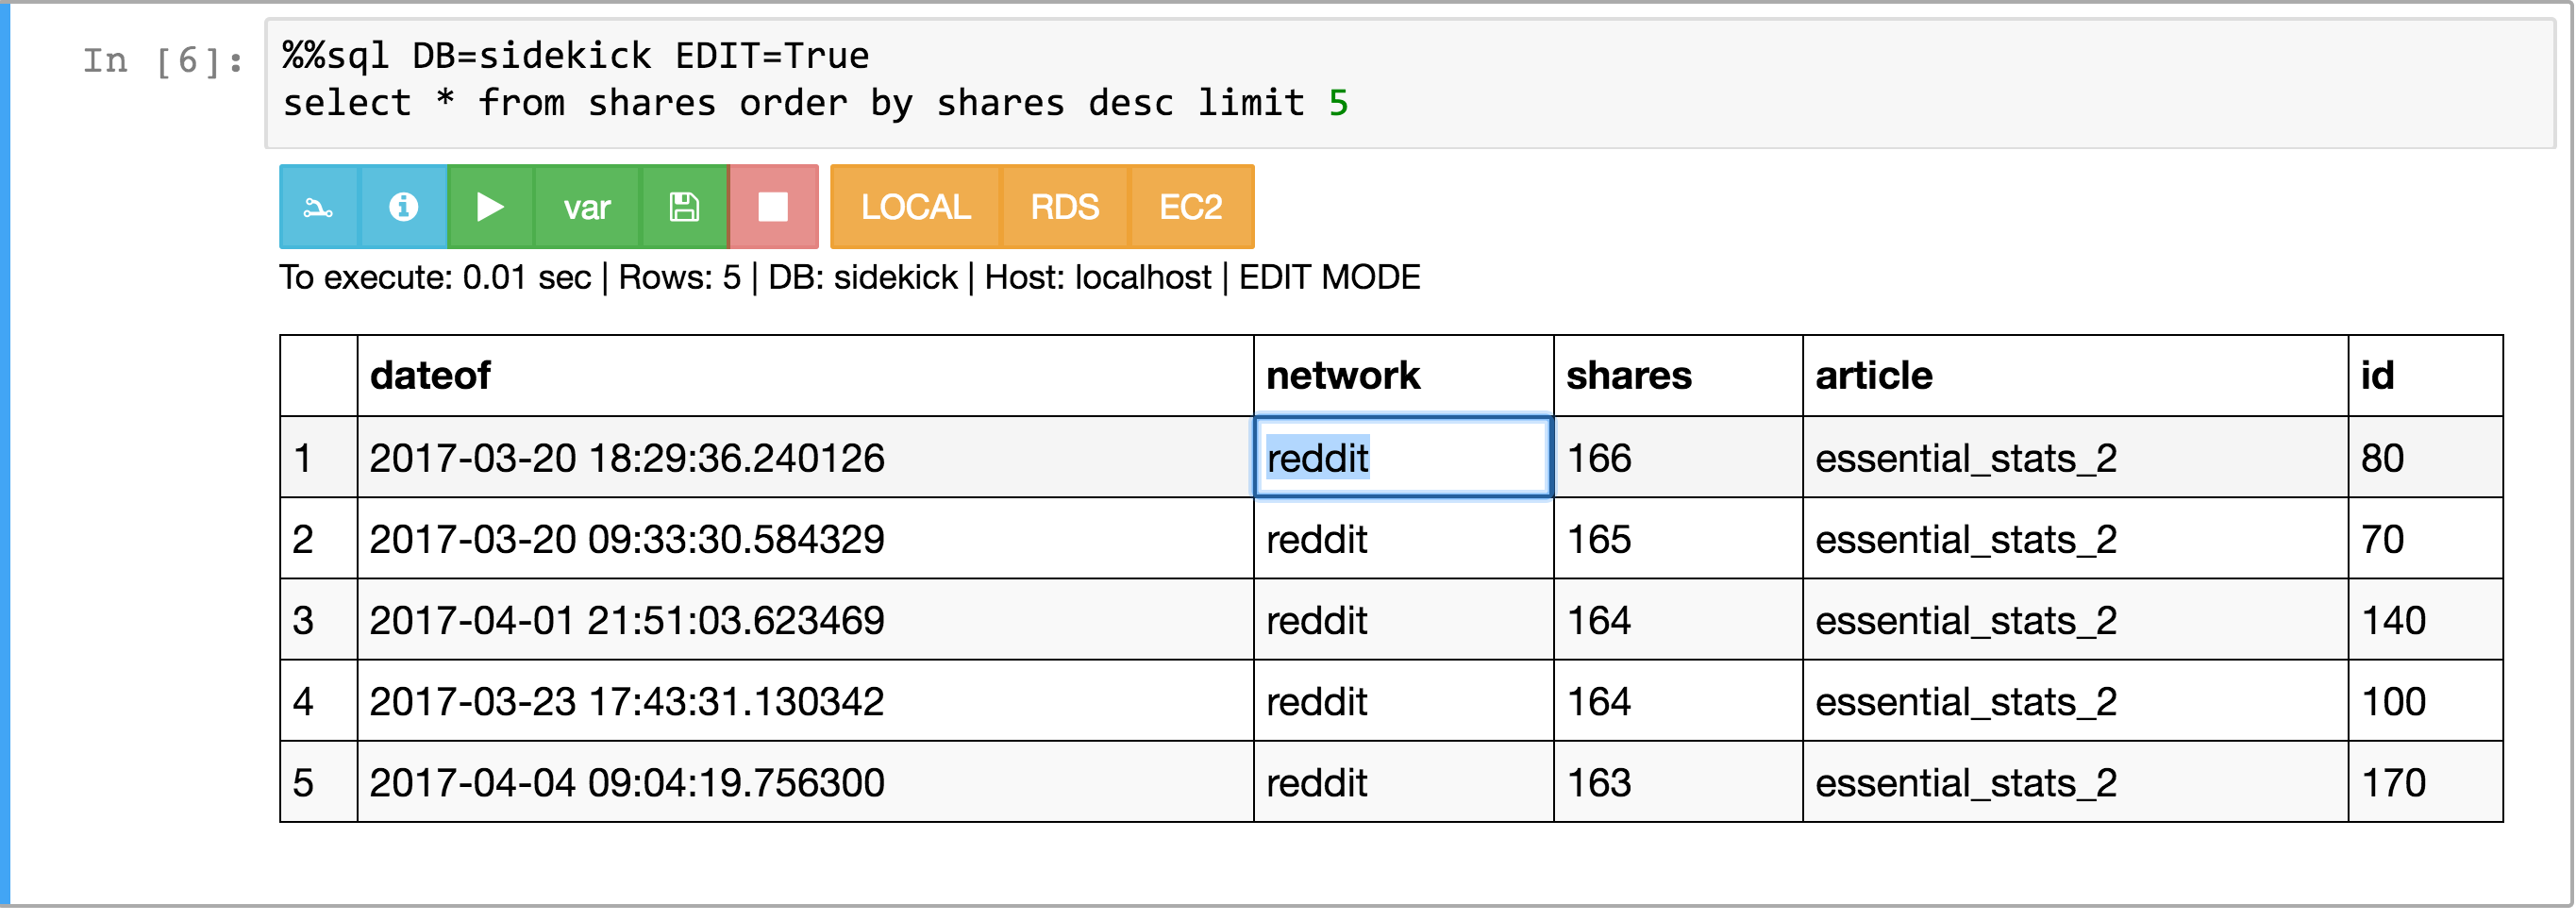 In [6]:
%%sql DB=sidekick EDIT=True
select * from shares order by shares desc limit 5
var LOCAL RDS EC2
To execute: 0.01 sec | Rows: 5 | DB: sidekick | Host: localhost | EDIT MODE
dateof network shares article id
1 2017-03-20 18:29:36.240126 reddit 166 essential_stats_2 80
2 2017-03-20 09:33:30.584329 reddit 165 essential_stats_2 70
3 2017-04-01 21:51:03.623469 reddit 164 essential_stats_2 140
4 2017-03-23 17:43:31.130342 reddit 164 essential_stats_2 100
5 2017-04-04 09:04:19.756300 reddit 163 essential_stats_2 170